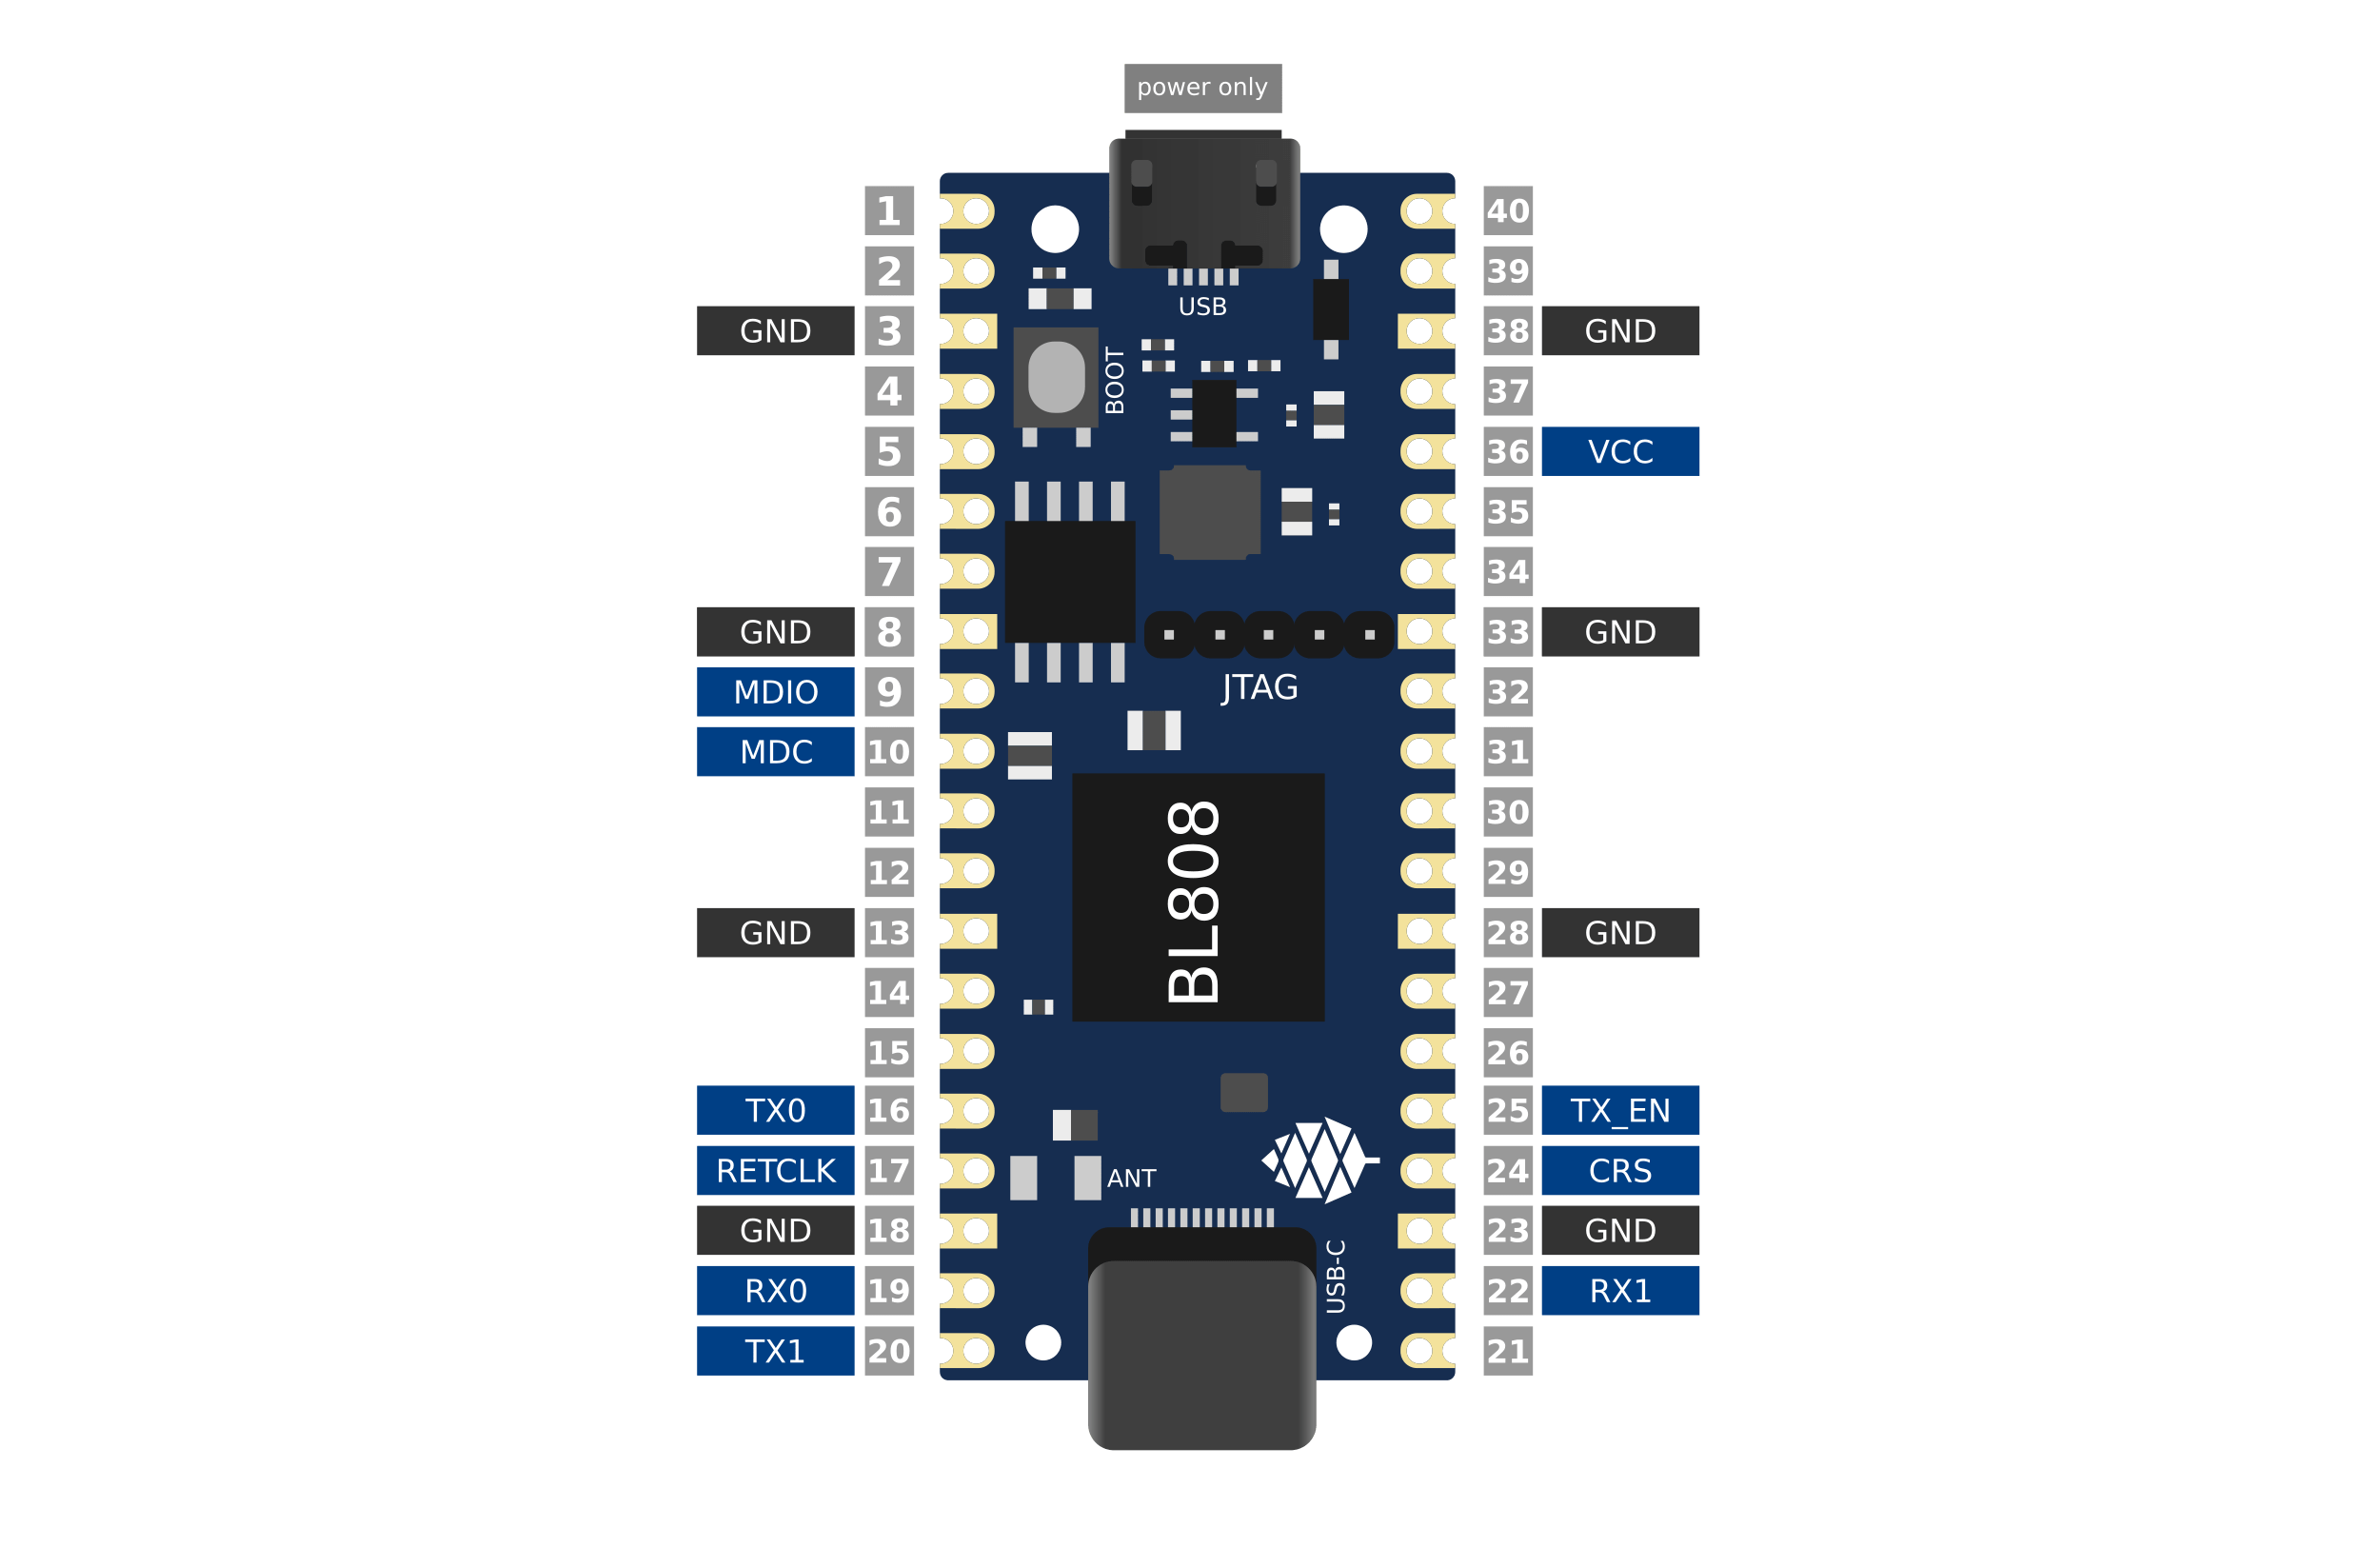 power only
1 40
2 39
GND 3 USB 38 GND
4 BOOT 37
5 36 VCC
6 35
7 34
GND 8 33 GND
MDIO 9 JTAG 32
MDC 10 31
11 30
12 BL808 29
GND 13 28 GND
14 27
15 26
TX0 16 25 TX_EN
RETCLK 17 ANT 24 CRS
GND 18 23 GND
RX0 19 USB-C 22 RX1
TX1 20 21